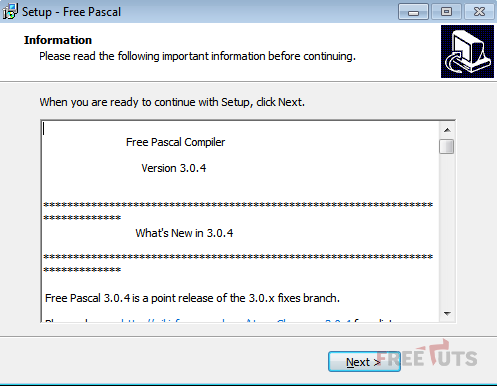 Setup - Free Pascal
Information
Please read the following important information before continuing.
When you are ready to continue with Setup, click Next.
Free Pascal Compiler
Version 3.0.4
*****************************************************************
*************
What's New in 3.0.4
*****************************************************************
*************
Free Pascal 3.0.4 is a point release of the 3.0.x fixes branch.
Next >
FREETUTS